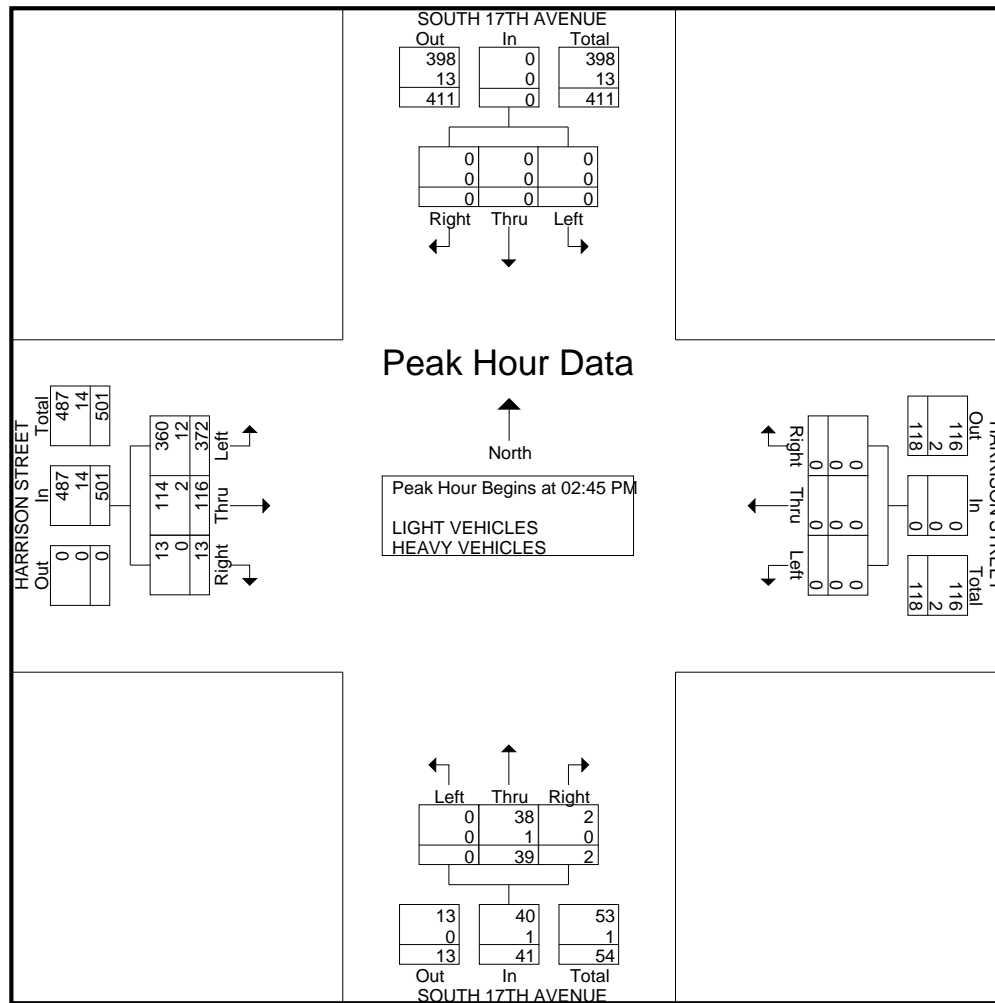 SOUTH 17TH AVENUE
Out In Total
398 0 398
13 0 13
411 0 411
0 0 0
0 0 0
0 0 0
Right Thru Left
HARRISON STREET
Total In Out
487 487 0
14 14 0
501 501 0
360 114 13
12 2 0
372 116 13
Left Thru Right
Peak Hour Data
North
Peak Hour Begins at 02:45 PM
LIGHT VEHICLES
HEAVY VEHICLES
Right Thru Left
0 0 0
0 0 0
0 0 0
HARRISON STREET
Out In Total
116 0 116
2 0 2
118 0 118
Left Thru Right
0 38 2
0 1 0
0 39 2
13 40 53
0 1 1
13 41 54
Out In Total
SOUTH 17TH AVENUE